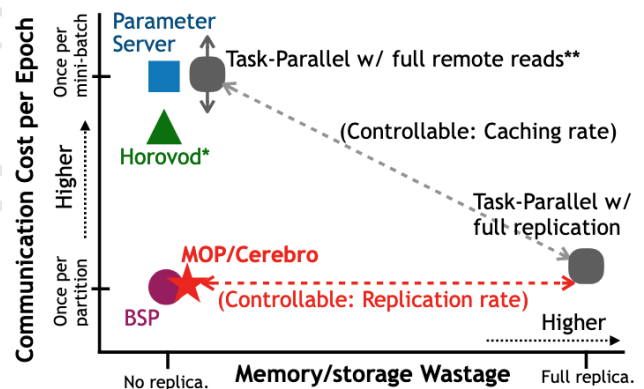 Communication Cost per Epoch
Higher
Once per
mini-batch
Once per
partition
Parameter
Server
Task-Parallel w/ full remote reads**
Horovod*
(Controllable: Caching rate)
Task-Parallel w/
full replication
MOP/Cerebro
(Controllable: Replication rate)
BSP
Higher
No replica.
Memory/storage Wastage
Full replica.